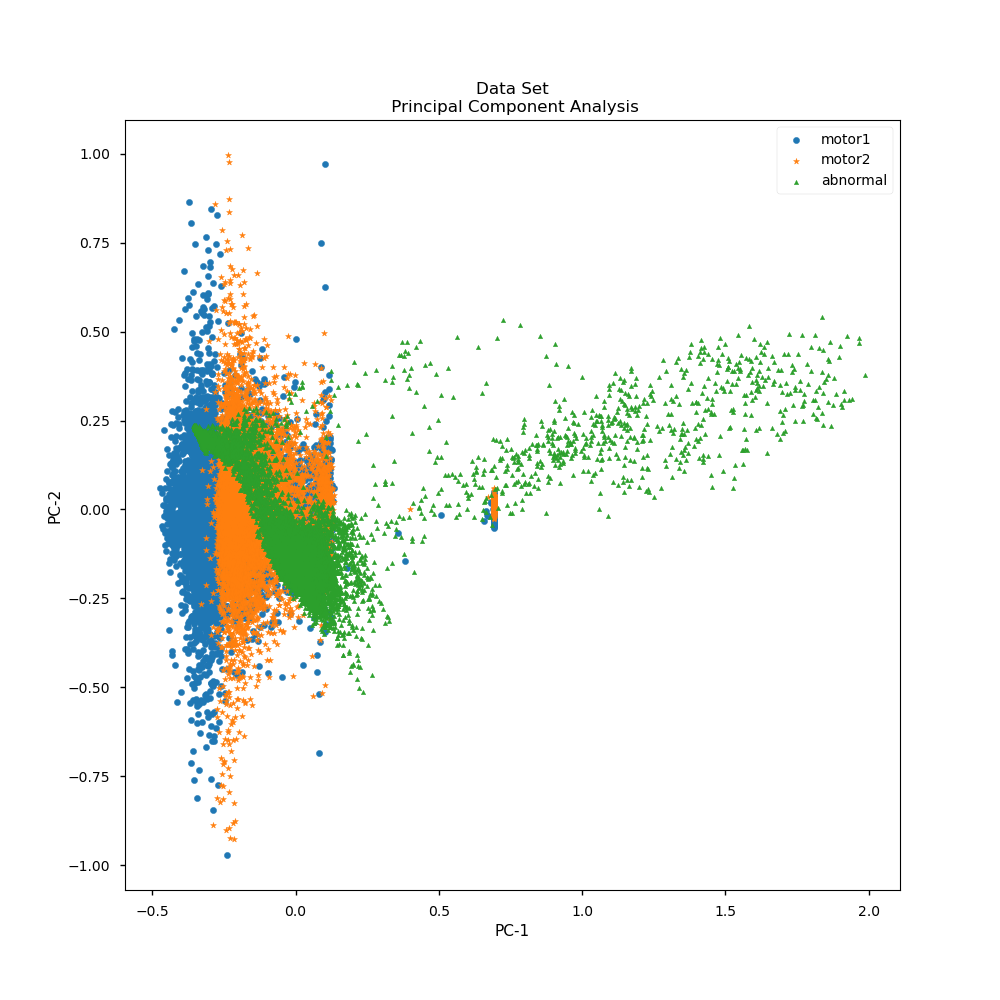 Data Set
Principal Component Analysis
motor1
motor2
abnormal
1.00
0.75
0.50
0.25
0.00
−0.25
−0.50
−0.75
−1.00
PC-2
−0.5
0.0
0.5
1.0
1.5
2.0
PC-1